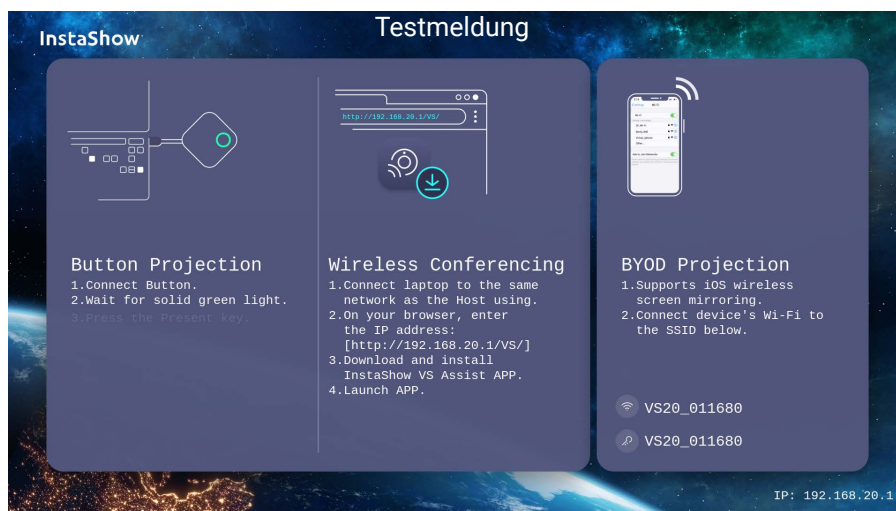 Testmeldung
InstaShow
http://192.168.20.1/VS/
Button Projection
1.Connect Button.
2.Wait for solid green light.
3.Press the Present key.
Wireless Conferencing
1.Connect laptop to the same
network as the Host using.
2.On your browser, enter
the IP address:
[http://192.168.20.1/VS/]
3.Download and install
InstaShow VS Assist APP.
4.Launch APP.
BYOD Projection
1.Supports iOS wireless
screen mirroring.
2.Connect device's Wi-Fi to
the SSID below.
VS20_011680
VS20_011680
IP: 192.168.20.1